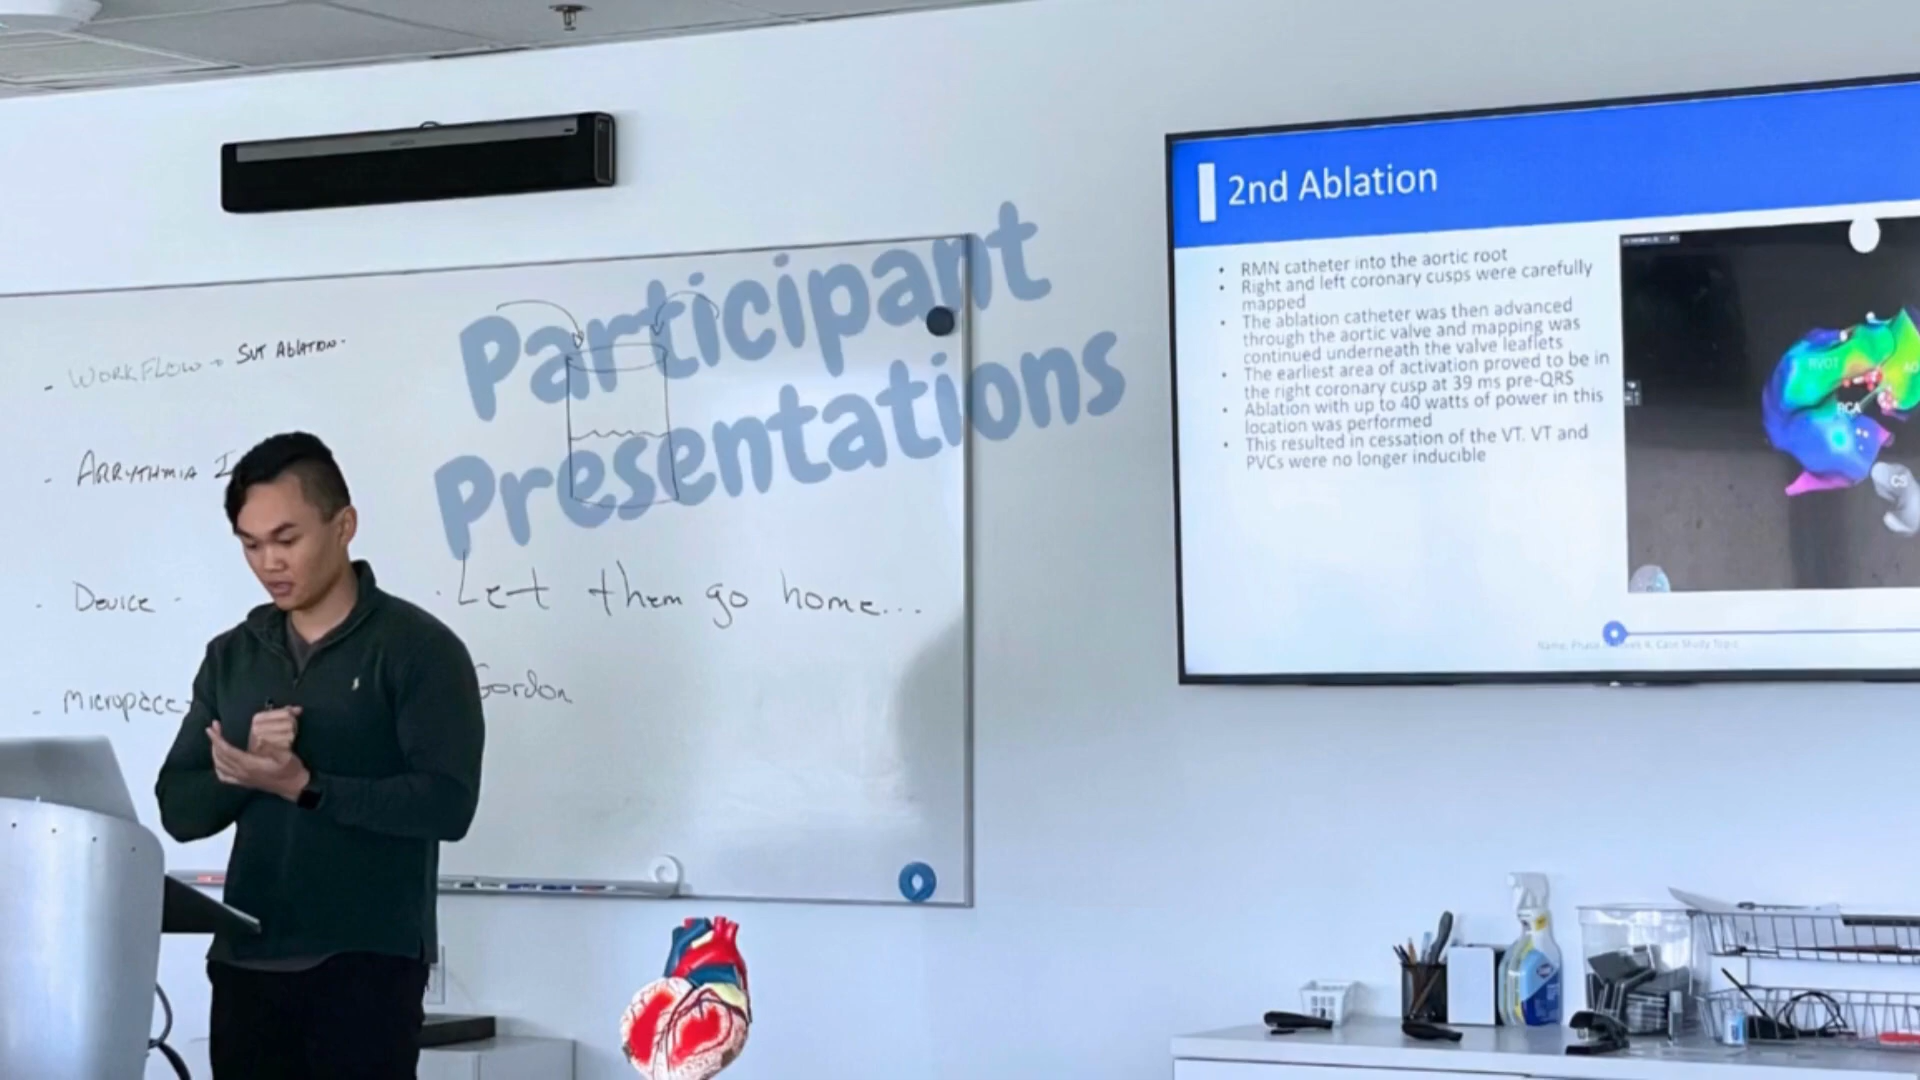 - WORKFLOW → SVT ABLATION-
- ARRYTHMIA I
- Device -
- Micropace
Participant
Presentations
· Let them go home...
Gordon
2nd Ablation
• RMN catheter into the aortic root
• Right and left coronary cusps were carefully
mapped
• The ablation catheter was then advanced
through the aortic valve and mapping was
continued underneath the valve leaflets
• The earliest area of activation proved to be in
the right coronary cusp at 39 ms pre-QRS
• Ablation with up to 40 watts of power in this
location was performed
• This resulted in cessation of the VT. VT and
PVCs were no longer inducible
RVOT
AO
RCA
CS